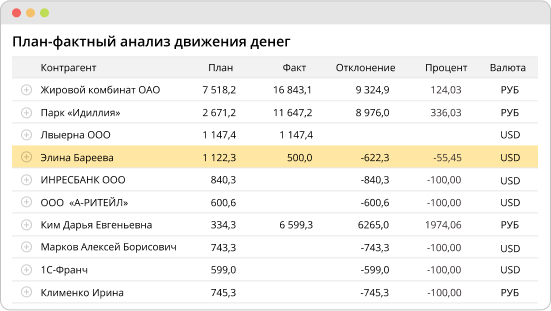 План-фактный анализ движения денег
Контрагент План Факт Отклонение Процент Валюта
Жировой комбинат ОАО 7 518,2 16 843,1 9 324,9 124,03 РУБ
Парк «Идиллия» 2 671,2 11 647,2 8 976,0 336,03 РУБ
Лвыерна ООО 1 147,4 1 147,4 USD
Элина Бареева 1 122,3 500,0 -622,3 -55,45 USD
ИНРЕСБАНК ООО 840,3 -840,3 -100,00 USD
ООО «А-РИТЕЙЛ» 600,6 -600,6 -100,00 USD
Ким Дарья Евгеньевна 334,3 6 599,3 6265,0 1974,06 РУБ
Марков Алексей Борисович 743,3 -743,3 -100,00 USD
1С-Франч 599,0 -599,0 -100,00 USD
Клименко Ирина 745,3 -745,3 -100,00 РУБ